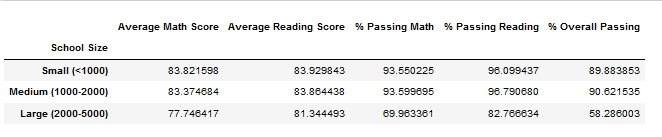 Average Math Score Average Reading Score % Passing Math % Passing Reading % Overall Passing
School Size
Small (<1000) 83.821598 83.929843 93.550225 96.099437 89.883853
Medium (1000-2000) 83.374684 83.864438 93.599695 96.790680 90.621535
Large (2000-5000) 77.746417 81.344493 69.963361 82.766634 58.286003